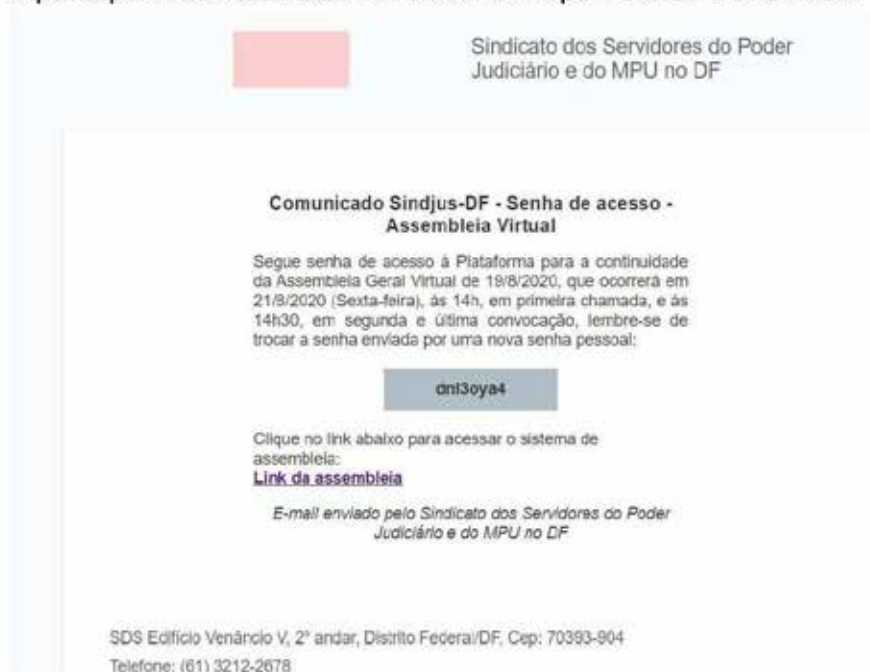 Sindicato dos Servidores do Poder
Judiciário e do MPU no DF
Comunicado Sindjus-DF - Senha de acesso -
Assembleia Virtual
Segue senha de acesso à Plataforma para a continuidade
da Assembleia Geral Virtual de 19/8/2020, que ocorrerá em
21/8/2020 (Sexta-feira), às 14h, em primeira chamada, e às
14h30, em segunda e última convocação, lembre-se de
trocar a senha enviada por uma nova senha pessoal:
dnl3oya4
Clique no link abaixo para acessar o sistema de
assembleia:
Link da assembleia
E-mail enviado pelo Sindicato dos Servidores do Poder
Judiciário e do MPU no DF
SDS Edifício Venâncio V, 2° andar, Distrito Federal/DF, Cep: 70393-904
Telefone: (61) 3212-2678